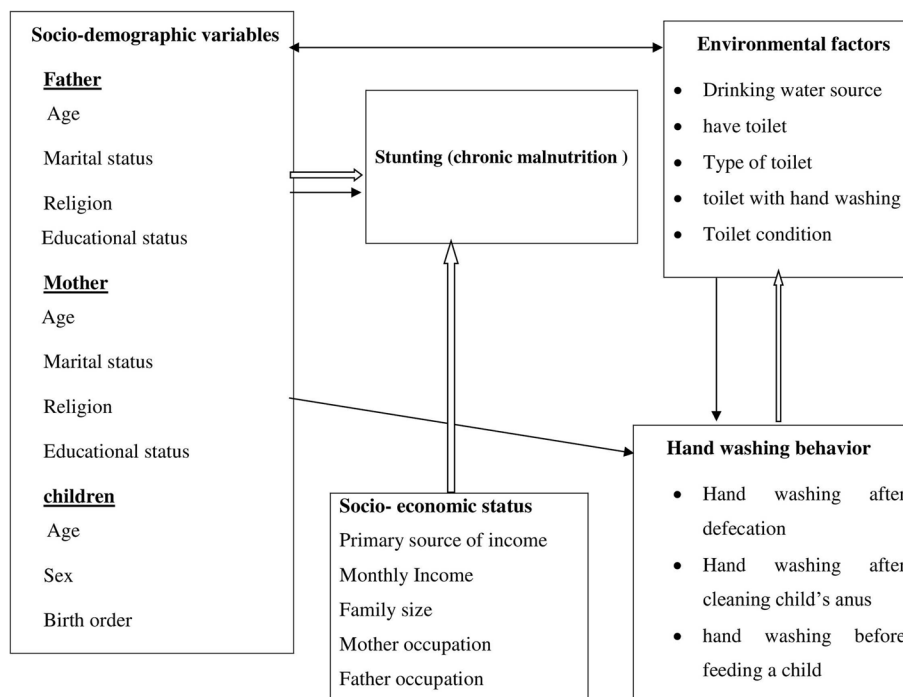 Socio-demographic variables
Father
Age
Marital status
Religion
Educational status
Mother
Age
Marital status
Religion
Educational status
children
Age
Sex
Birth order
Stunting (chronic malnutrition )
Socio- economic status
Primary source of income
Monthly Income
Family size
Mother occupation
Father occupation
Environmental factors
• Drinking water source
• have toilet
• Type of toilet
• toilet with hand washing
• Toilet condition
Hand washing behavior
• Hand washing after
defecation
• Hand washing after
cleaning child's anus
• hand washing before
feeding a child